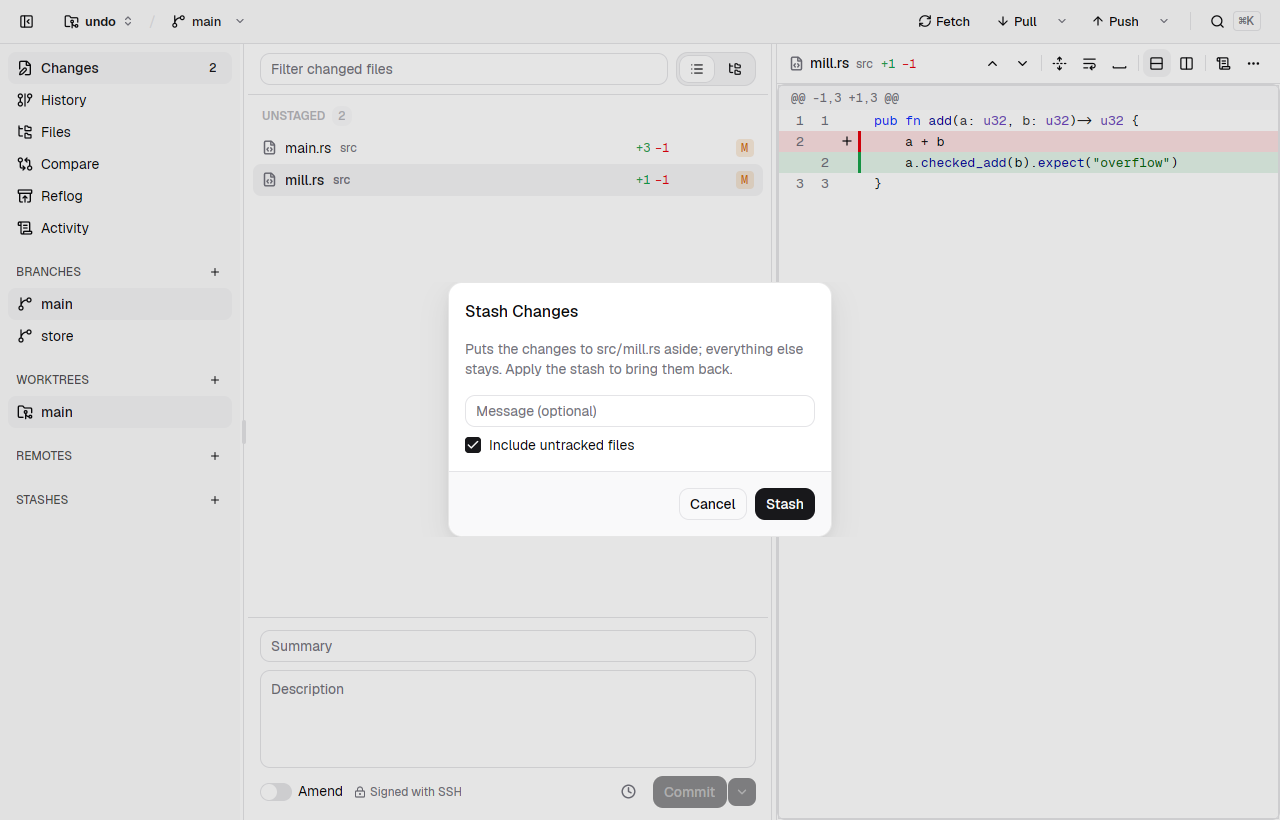 undo / main Fetch Pull Push ⌘K
Changes 2
History
Files
Compare
Reflog
Activity
BRANCHES +
main
store
WORKTREES +
main
REMOTES +
STASHES +
Filter changed files
UNSTAGED 2
main.rs src +3 −1 M
mill.rs src +1 −1 M
mill.rs src +1 −1
@@ -1,3 +1,3 @@
1 1 pub fn add(a: u32, b: u32) -> u32 {
2 + a + b
2 a.checked_add(b).expect("overflow")
3 3 }
Stash Changes
Puts the changes to src/mill.rs aside; everything else
stays. Apply the stash to bring them back.
Message (optional)
Include untracked files
Cancel Stash
Summary
Description
Amend Signed with SSH Commit